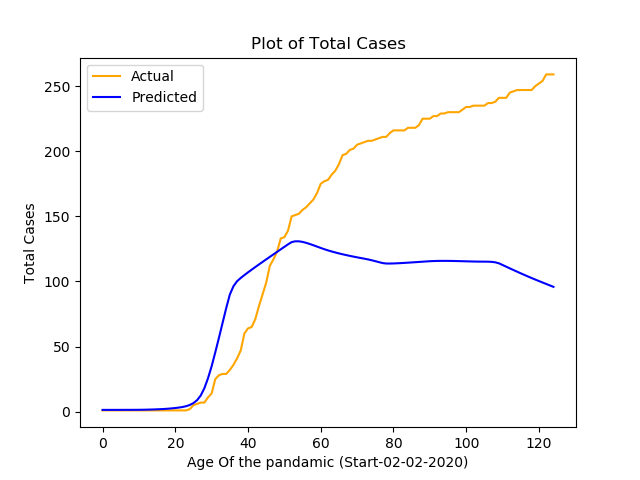 Plot of Total Cases
Actual
Predicted
250
200
150
100
50
0
Total Cases
0 20 40 60 80 100 120
Age Of the pandamic (Start-02-02-2020)